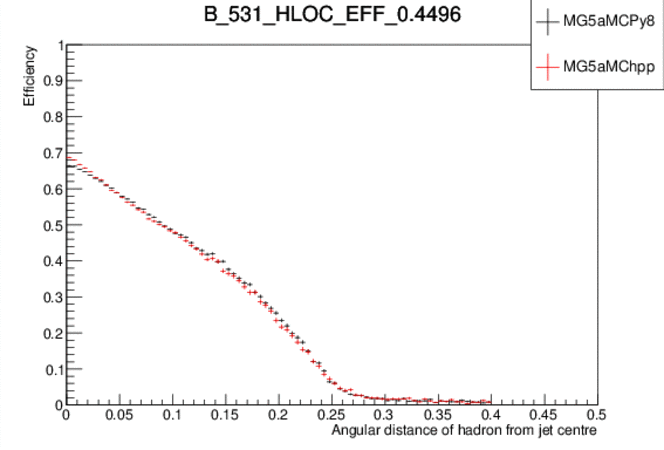 B_531_HLOC_EFF_0.4496
MG5aMCPy8
MG5aMChpp
Efficiency
1
0.9
0.8
0.7
0.6
0.5
0.4
0.3
0.2
0.1
0
0 0.05 0.1 0.15 0.2 0.25 0.3 0.35 0.4 0.45 0.5
Angular distance of hadron from jet centre